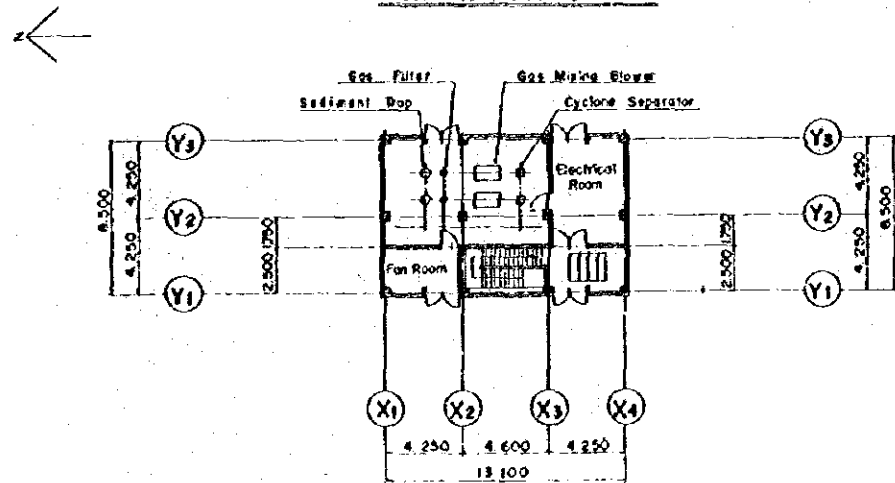 Z
Gas Filter
Gas Mixing Blower
Sediment Trap
Cyclone Separator
Y3
Y3
Electrical
Room
8.500
4.250
4.250
8.500
Y2
Y2
4.250
2.500
1.750
2.500
1.750
4.250
Fan Room
Y1
Y1
X1
X2
X3
X4
4.250
4.600
4.250
13.100